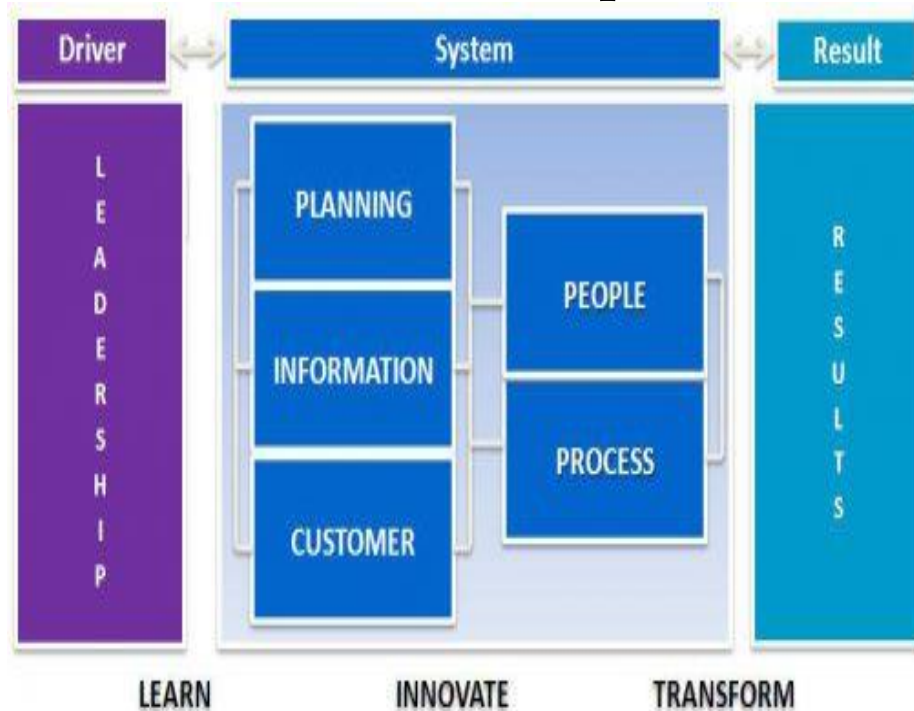 Driver
System
Result
L
E
A
D
E
R
S
H
I
P
PLANNING
INFORMATION
CUSTOMER
PEOPLE
PROCESS
R
E
S
U
L
T
S
LEARN
INNOVATE
TRANSFORM